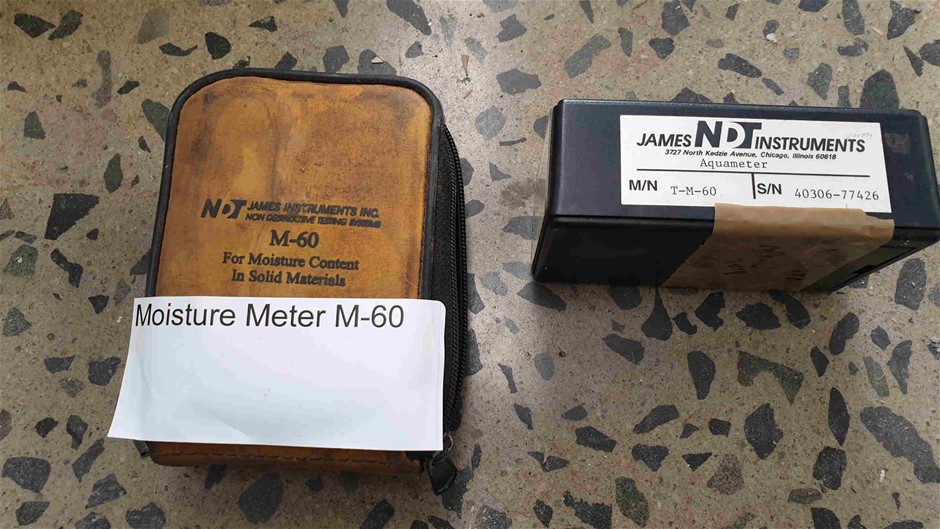 NDT JAMES INSTRUMENTS INC.
NON DESTRUCTIVE TESTING SYSTEMS
M-60
For Moisture Content
In Solid Materials
Moisture Meter M-60
JAMES NDT INSTRUMENTS
3727 North Kedzie Avenue, Chicago, Illinois 60618
Aquameter
M/N T-M-60 S/N 40306-77426